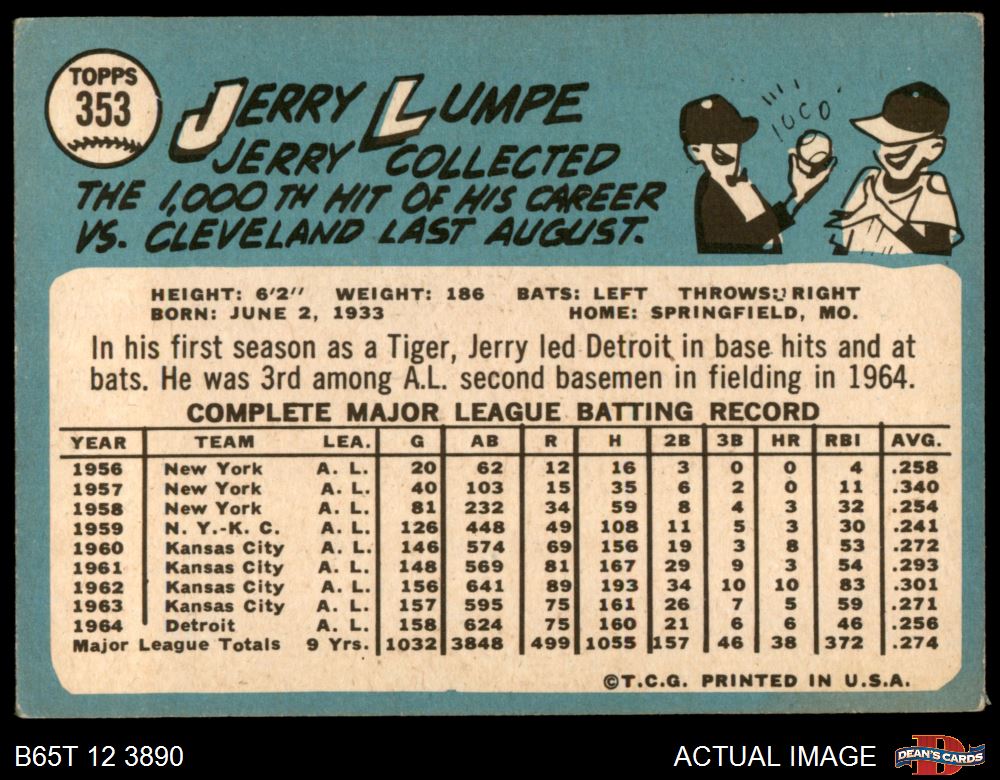 TOPPS
353
JERRY LUMPE
JERRY COLLECTED
THE 1,000TH HIT OF HIS CAREER
VS. CLEVELAND LAST AUGUST.
1000
HEIGHT: 6'2" WEIGHT: 186 BATS: LEFT THROWS: RIGHT
BORN: JUNE 2, 1933 HOME: SPRINGFIELD, MO.
In his first season as a Tiger, Jerry led Detroit in base hits and at
bats. He was 3rd among A.L. second basemen in fielding in 1964.
COMPLETE MAJOR LEAGUE BATTING RECORD
YEAR TEAM LEA. G AB R H 2B 3B HR RBI AVG.
1956 New York A. L. 20 62 12 16 3 0 0 4 .258
1957 New York A. L. 40 103 15 35 6 2 0 11 .340
1958 New York A. L. 81 232 34 59 8 4 3 32 .254
1959 N. Y.-K. C. A. L. 126 448 49 108 11 5 3 30 .241
1960 Kansas City A. L. 146 574 69 156 19 3 8 53 .272
1961 Kansas City A. L. 148 569 81 167 29 9 3 54 .293
1962 Kansas City A. L. 156 641 89 193 34 10 10 83 .301
1963 Kansas City A. L. 157 595 75 161 26 7 5 59 .271
1964 Detroit A. L. 158 624 75 160 21 6 6 46 .256
Major League Totals 9 Yrs. 1032 3848 499 1055 157 46 38 372 .274
©T.C.G. PRINTED IN U.S.A.
B65T 12 3890 ACTUAL IMAGE D DEAN'S CARDS